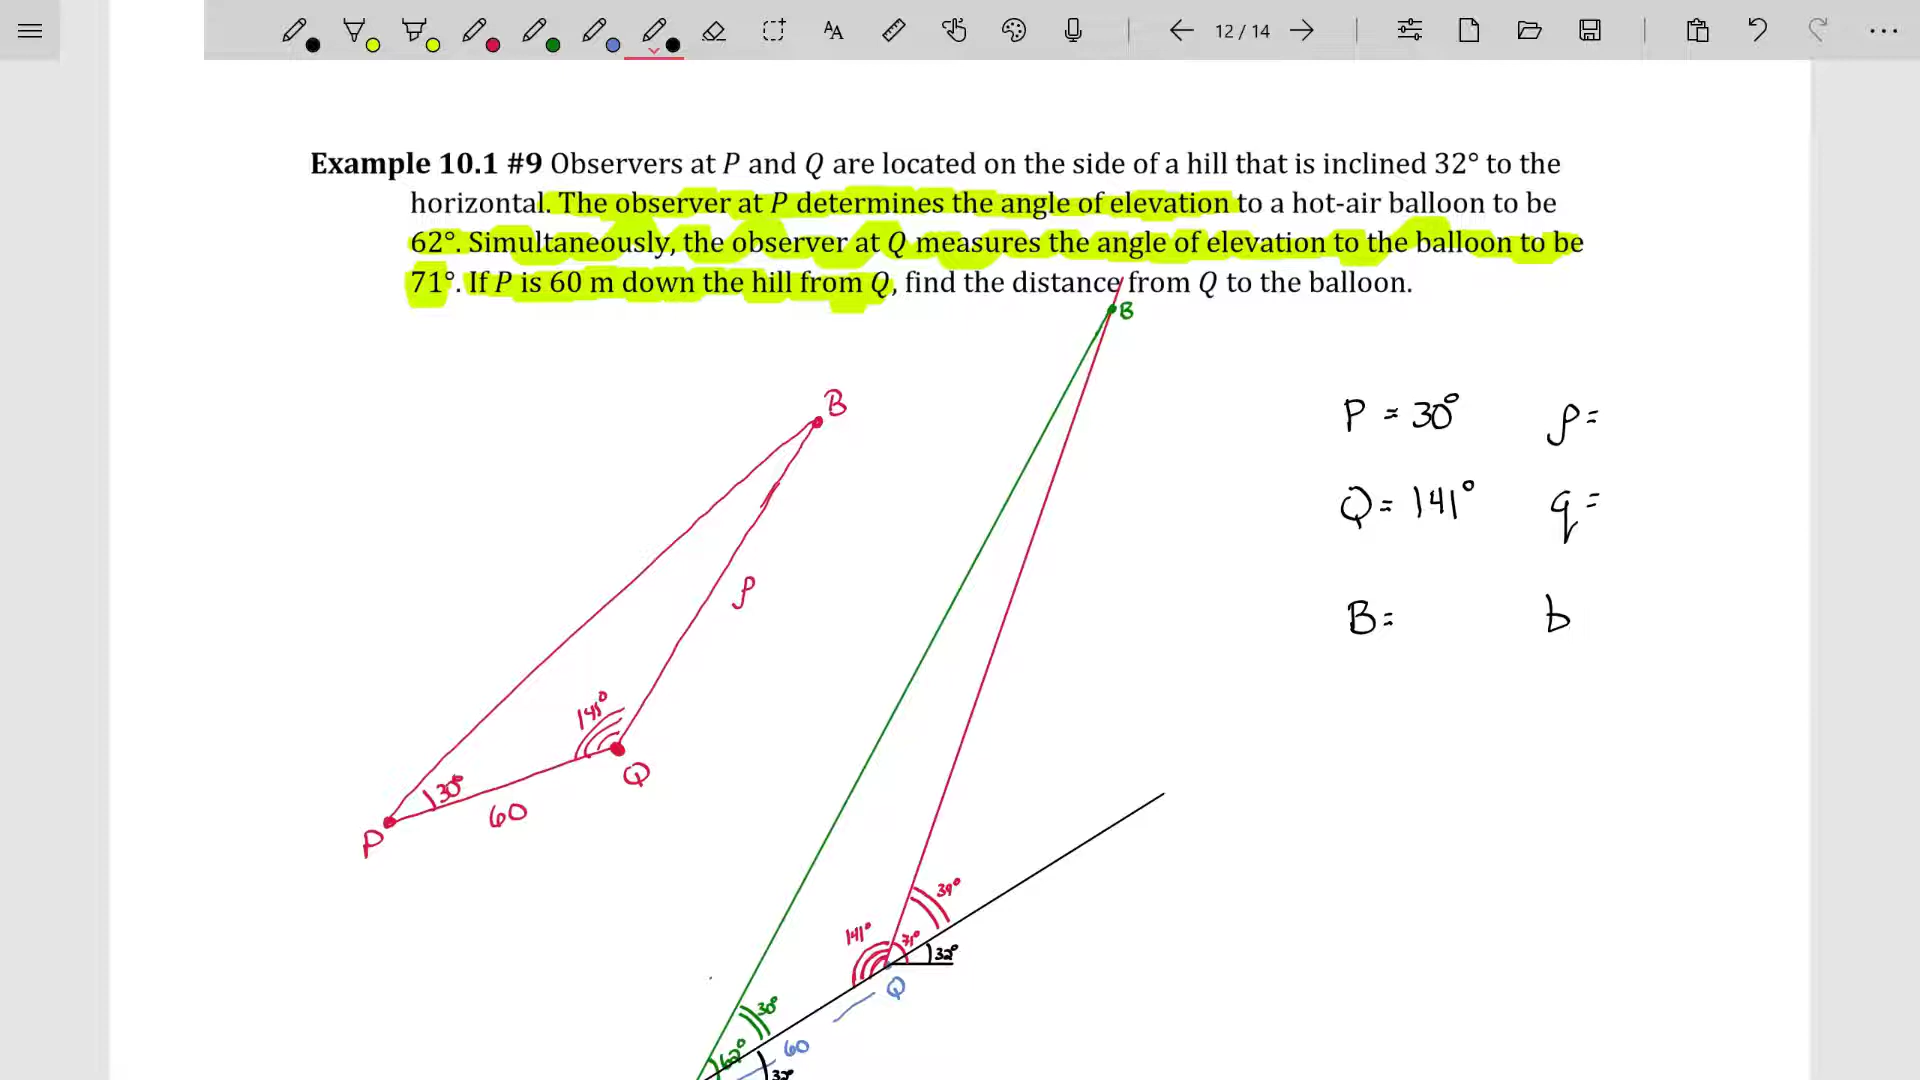 12 / 14
Example 10.1 #9 Observers at P and Q are located on the side of a hill that is inclined 32° to the
horizontal. The observer at P determines the angle of elevation to a hot-air balloon to be
62°. Simultaneously, the observer at Q measures the angle of elevation to the balloon to be
71°. If P is 60 m down the hill from Q, find the distance from Q to the balloon.
B
B
P = 30° p =
Q = 141° q =
B = b
p
141°
Q
30°
60
P
39°
141°
71°
32°
Q
30°
62°
60
32°